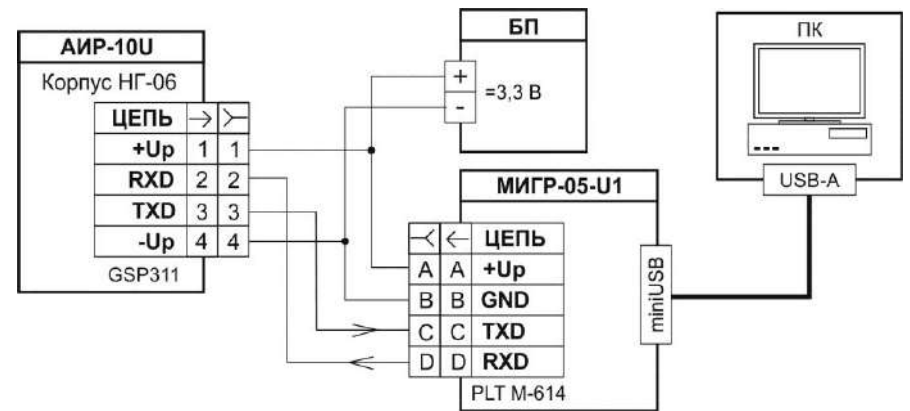 АИР-10U
Корпус НГ-06
ЦЕПЬ
+Up 1 1
RXD 2 2
TXD 3 3
-Up 4 4
GSP311
БП
+
-
=3,3 В
ПК
USB-A
МИГР-05-U1
ЦЕПЬ
A A +Up
B B GND
C C TXD
D D RXD
PLT M-614
miniUSB